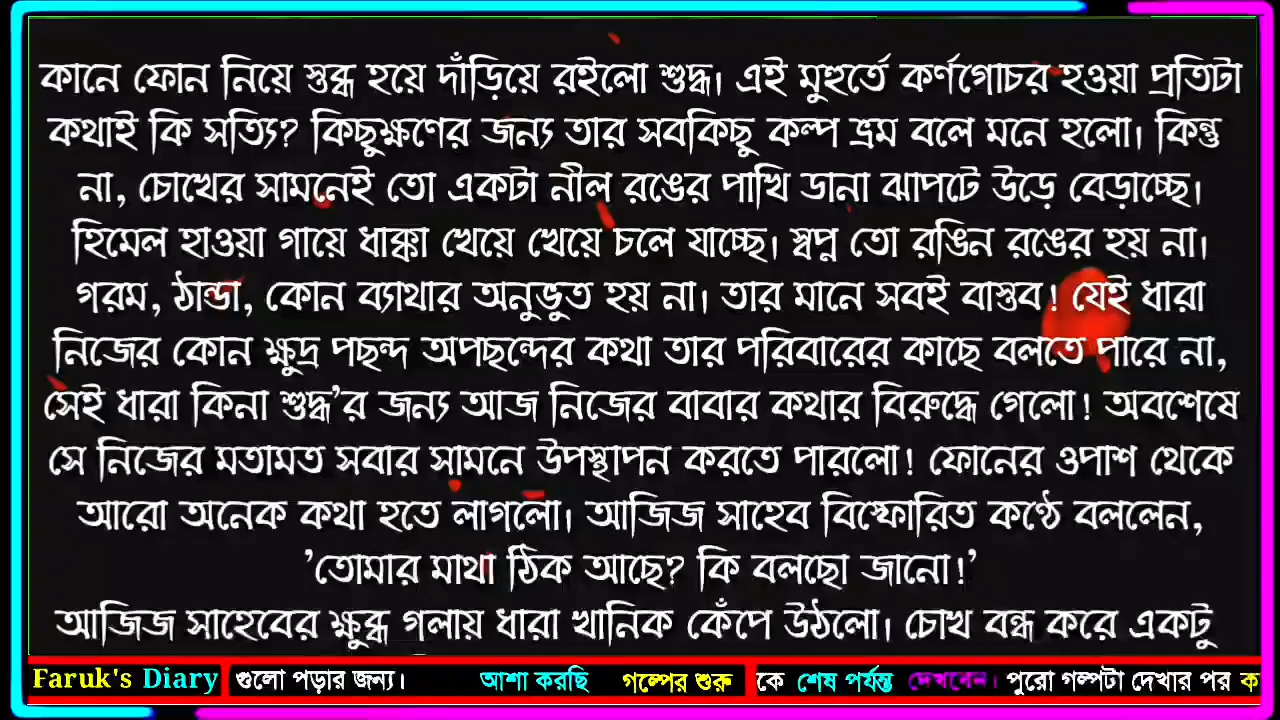 কানে ফোন নিয়ে স্তব্ধ হয়ে দাঁড়িয়ে রইলো শুদ্ধ। এই মুহুর্তে কর্ণগোচর হওয়া প্রতিটা
কথাই কি সত্যি? কিছুক্ষণের জন্য তার সবকিছু কল্প ভ্রম বলে মনে হলো। কিন্তু
না, চোখের সামনেই তো একটা নীল রঙের পাখি ডানা ঝাপটে উড়ে বেড়াচ্ছে।
হিমেল হাওয়া গায়ে ধাক্কা খেয়ে খেয়ে চলে যাচ্ছে। স্বপ্ন তো রঙিন রঙের হয় না।
গরম, ঠান্ডা, কোন ব্যাথার অনুভুত হয় না। তার মানে সবই বাস্তব! যেই ধারা
নিজের কোন ক্ষুদ্র পছন্দ অপছন্দের কথা তার পরিবারের কাছে বলতে পারে না,
সেই ধারা কিনা শুদ্ধ’র জন্য আজ নিজের বাবার কথার বিরুদ্ধে গেলো! অবশেষে
সে নিজের মতামত সবার সামনে উপস্থাপন করতে পারলো! ফোনের ওপাশ থেকে
আরো অনেক কথা হতে লাগলো। আজিজ সাহেব বিস্ফোরিত কণ্ঠে বললেন,
’তোমার মাথা ঠিক আছে? কি বলছো জানো!’
আজিজ সাহেবের ক্ষুব্ধ গলায় ধারা খানিক কেঁপে উঠলো। চোখ বন্ধ করে একটু
Faruk's Diary গুলো পড়ার জন্য। আশা করছি গল্পের শুরু কে শেষ পর্যন্ত দেখবেন। পুরো গল্পটা দেখার পর ক